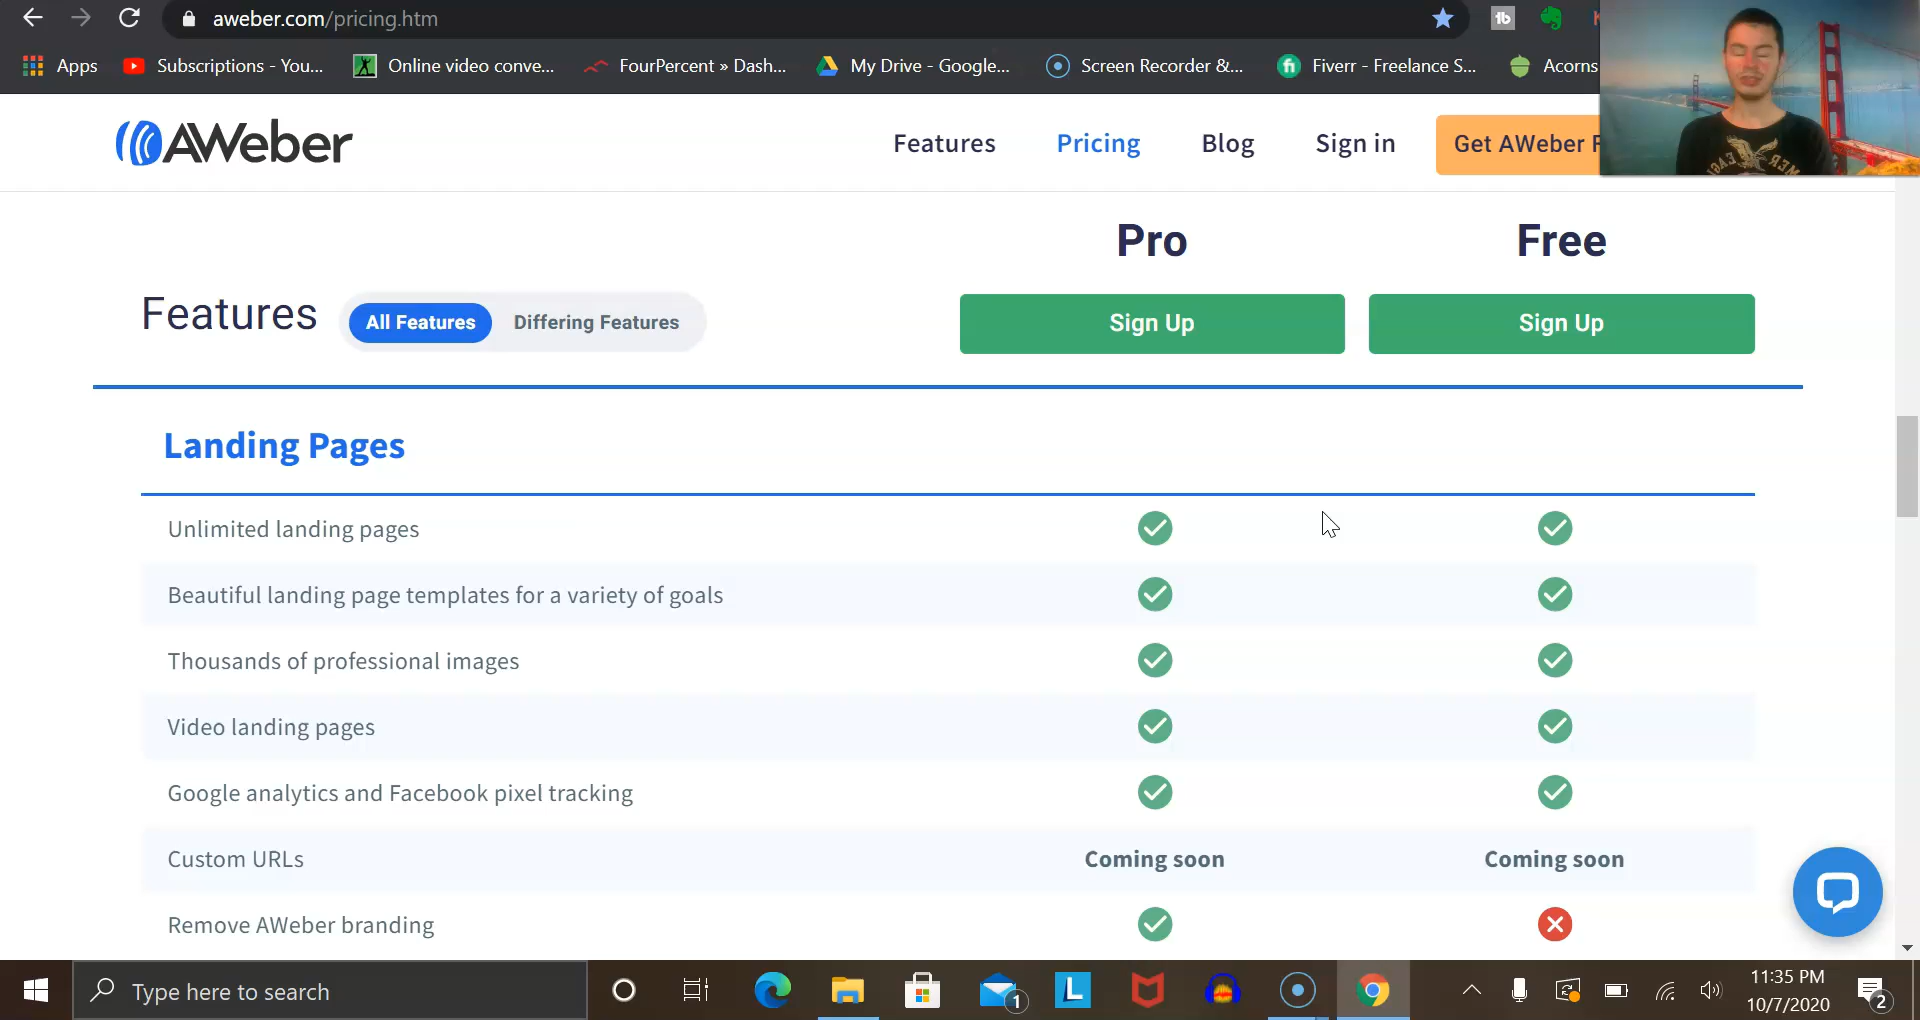 aweber.com/pricing.htm
Apps Subscriptions - You... Online video conve... FourPercent » Dash... My Drive - Google... Screen Recorder &... Fiverr - Freelance S... Acorns
AWeber Features Pricing Blog Sign in Get AWeber F
Pro Free
Features All Features Differing Features Sign Up Sign Up
Landing Pages
Unlimited landing pages
Beautiful landing page templates for a variety of goals
Thousands of professional images
Video landing pages
Google analytics and Facebook pixel tracking
Custom URLs Coming soon Coming soon
Remove AWeber branding
Type here to search 1 L 11:35 PM
10/7/2020 2